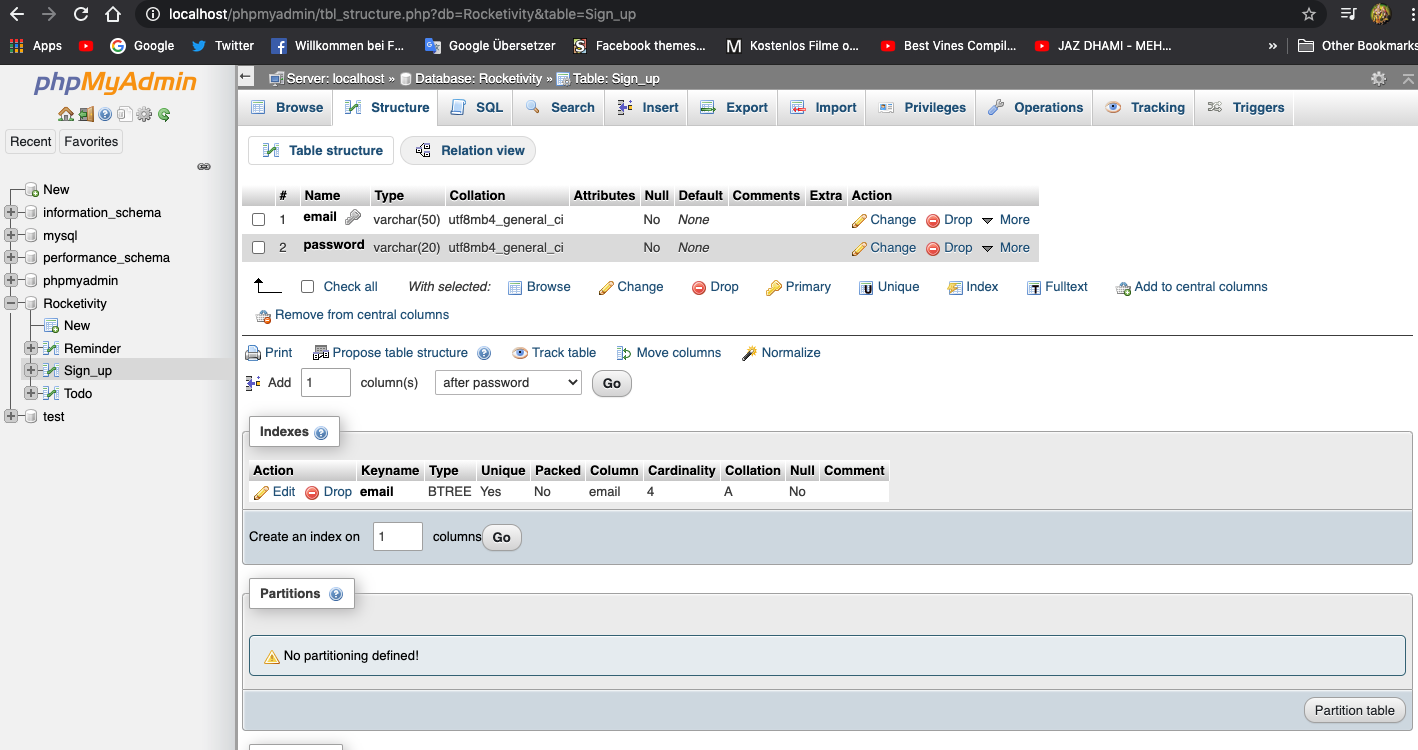 localhost/phpmyadmin/tbl_structure.php?db=Rocketivity&table=Sign_up
Apps Google Twitter Willkommen bei F... Google Übersetzer Facebook themes... M Kostenlos Filme o... Best Vines Compil... JAZ DHAMI - MEH... » Other Bookmarks
phpMyAdmin
Recent Favorites
New
information_schema
mysql
performance_schema
phpmyadmin
Rocketivity
New
Reminder
Sign_up
Todo
test
Server: localhost » Database: Rocketivity » Table: Sign_up
Browse Structure SQL Search Insert Export Import Privileges Operations Tracking Triggers
Table structure Relation view
# Name Type Collation Attributes Null Default Comments Extra Action
1 email varchar(50) utf8mb4_general_ci No None Change Drop More
2 password varchar(20) utf8mb4_general_ci No None Change Drop More
Check all With selected: Browse Change Drop Primary Unique Index Fulltext Add to central columns
Remove from central columns
Print Propose table structure Track table Move columns Normalize
Add 1 column(s) after password Go
Indexes
Action Keyname Type Unique Packed Column Cardinality Collation Null Comment
Edit Drop email BTREE Yes No email 4 A No
Create an index on 1 columns Go
Partitions
No partitioning defined!
Partition table